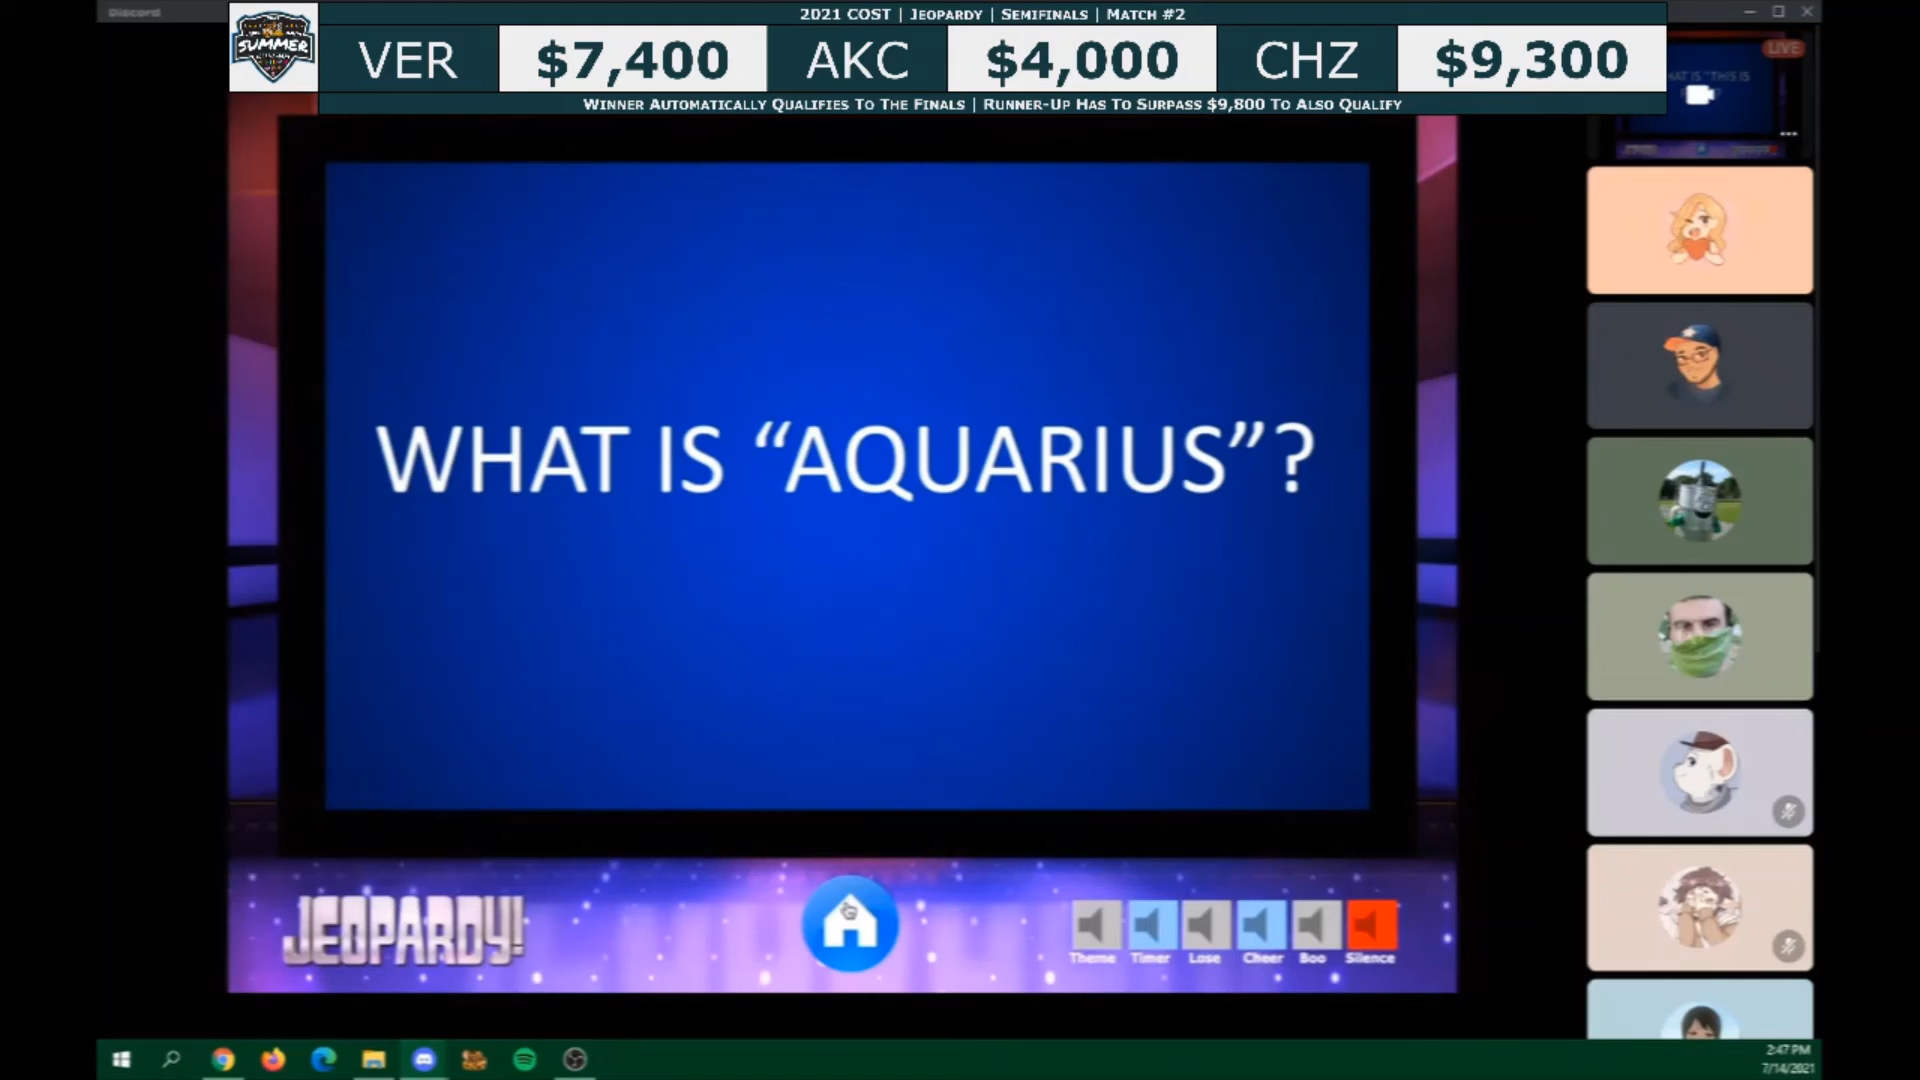 Discord
2021 COST | JEOPARDY | SEMIFINALS | MATCH #2
SUMMER
VER $7,400 AKC $4,000 CHZ $9,300
WINNER AUTOMATICALLY QUALIFIES TO THE FINALS | RUNNER-UP HAS TO SURPASS $9,800 TO ALSO QUALIFY
LIVE
WHAT IS “AQUARIUS”?
JEOPARDY!
Theme Timer Lose Cheer Boo Silence
2:47 PM
7/14/2021